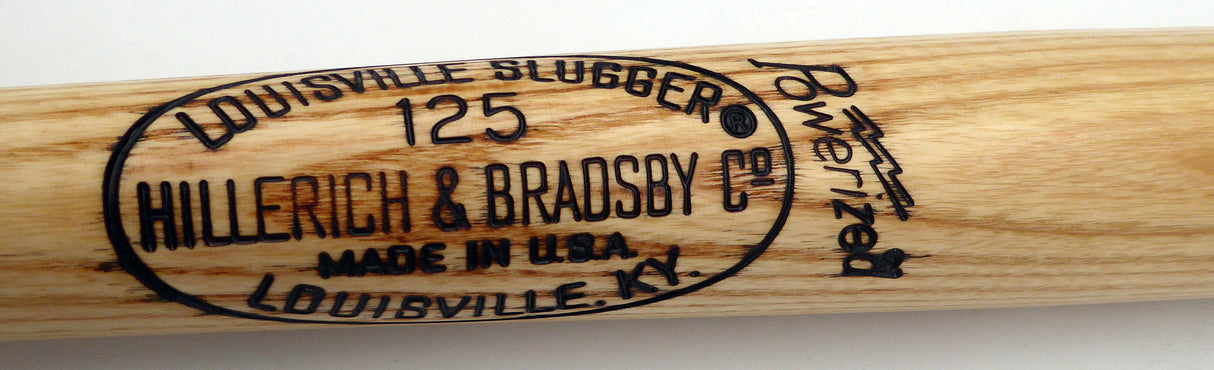 LOUISVILLE SLUGGER®
125
HILLERICH & BRADSBY Co
MADE IN U.S.A.
LOUISVILLE. KY.
Powerized